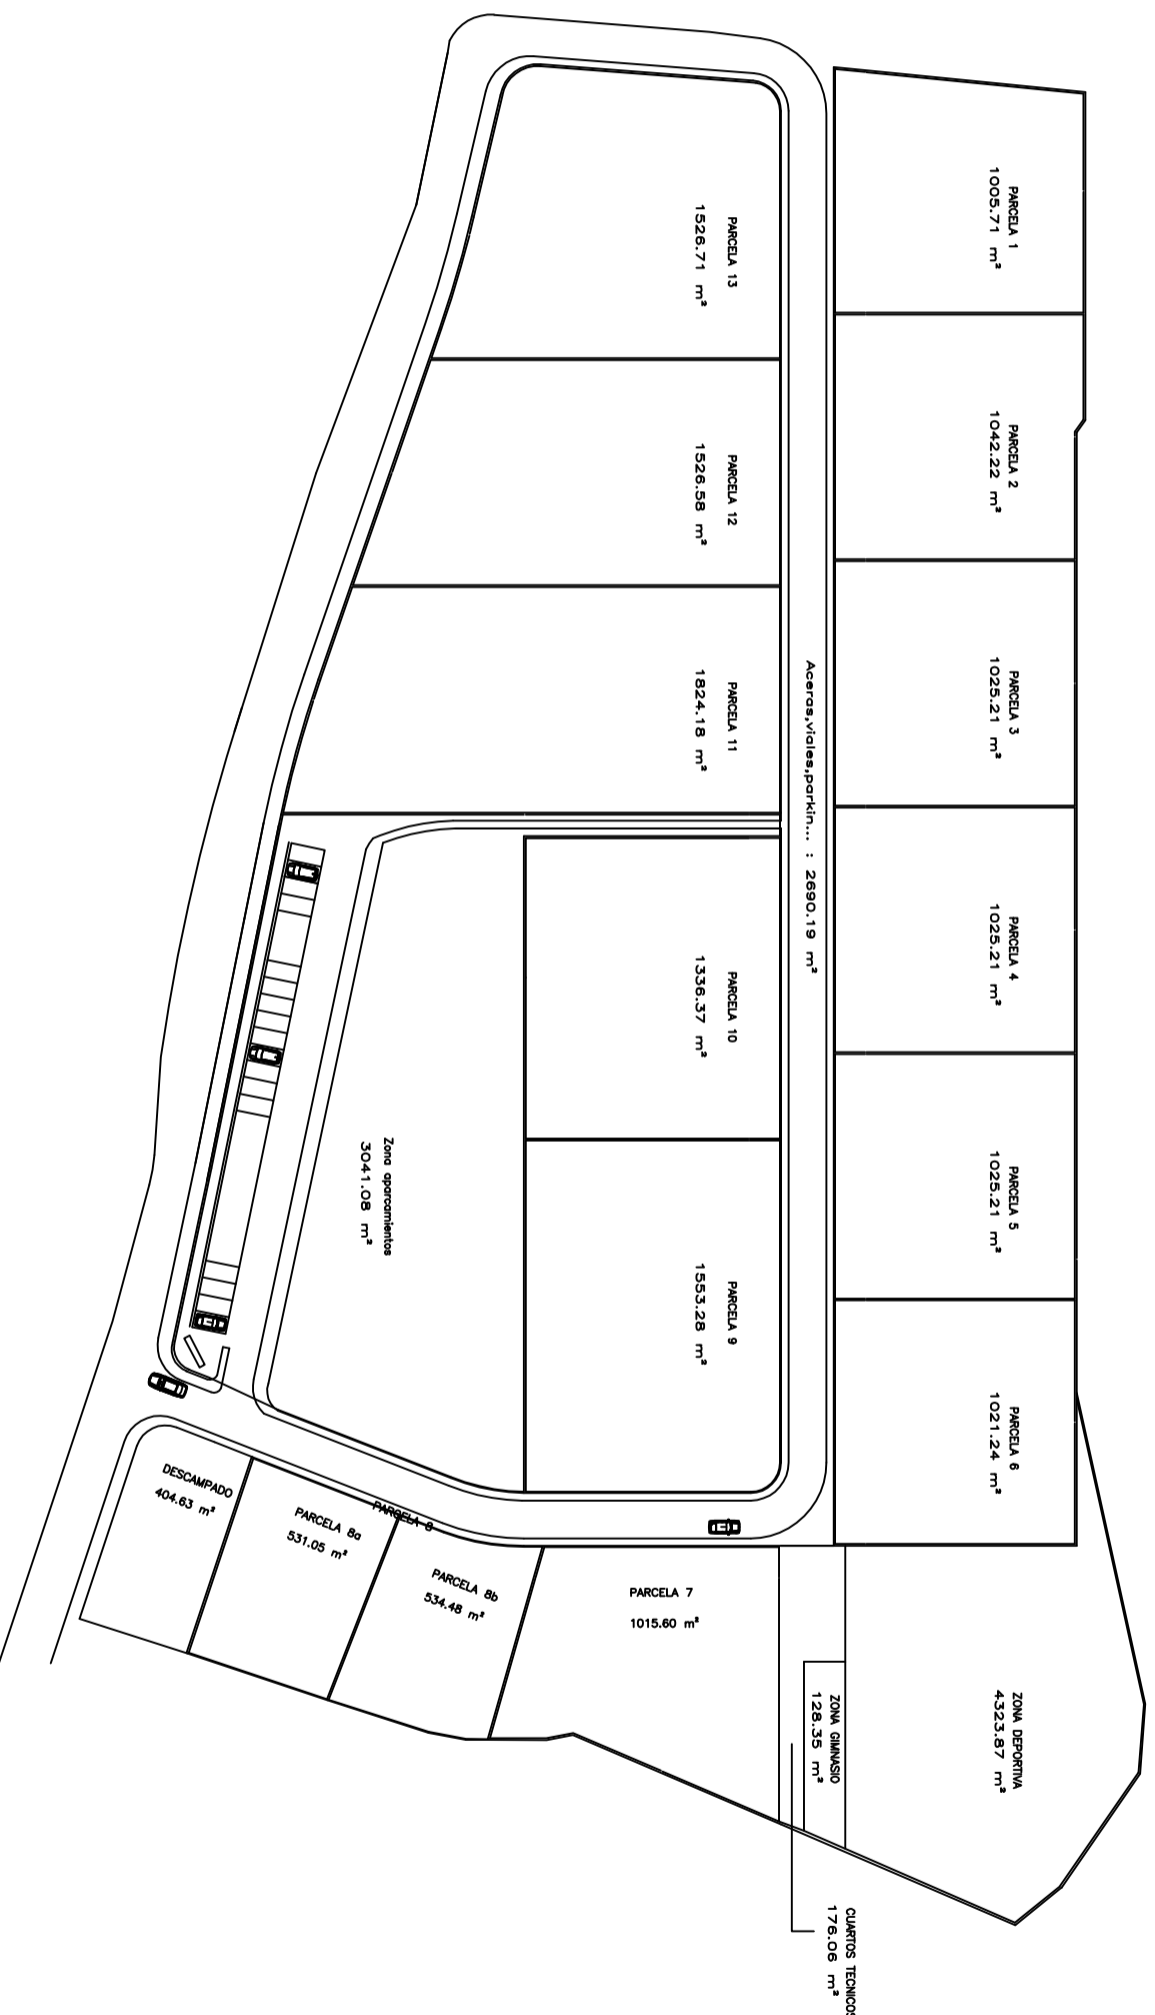 PARCELA 1
1005.71 m²
PARCELA 2
1042.22 m²
PARCELA 3
1025.21 m²
PARCELA 4
1025.21 m²
PARCELA 5
1025.21 m²
PARCELA 6
1021.24 m²
PARCELA 13
1526.71 m²
PARCELA 12
1526.58 m²
PARCELA 11
1824.18 m²
PARCELA 10
1336.37 m²
PARCELA 9
1553.28 m²
Aceras,viales,parkin... : 2690.19 m²
Zona aparcamientos
3041.08 m²
DESCAMPADO
404.63 m²
PARCELA 8a
531.05 m²
PARCELA 8
PARCELA 8b
534.48 m²
PARCELA 7
1015.60 m²
ZONA GIMNASIO
128.35 m²
ZONA DEPORTIVA
4323.87 m²
CUARTOS TECNICOS
176.06 m²